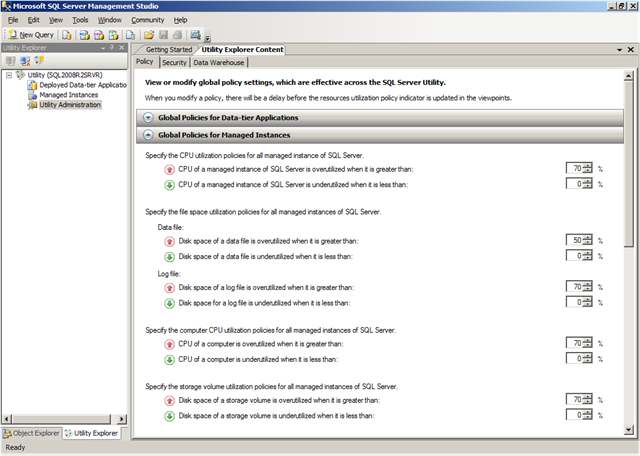 Microsoft SQL Server Management Studio
File Edit View Tools Window Community Help
New Query
Utility Explorer
Getting Started Utility Explorer Content
Policy Security Data Warehouse
Utility (SQL2008R2SRVR)
Deployed Data-tier Applicatio
Managed Instances
Utility Administration
View or modify global policy settings, which are effective across the SQL Server Utility.
When you modify a policy, there will be a delay before the resources utilization policy indicator is updated in the viewpoints.
Global Policies for Data-tier Applications
Global Policies for Managed Instances
Specify the CPU utilization policies for all managed instance of SQL Server.
CPU of a managed instance of SQL Server is overutilized when it is greater than: 70 %
CPU of a managed instance of SQL Server is underutilized when it is less than: 0 %
Specify the file space utilization policies for all managed instances of SQL Server.
Data file:
Disk space of a data file is overutilized when it is greater than: 50 %
Disk space of a data file is underutilized when it is less than: 0 %
Log file:
Disk space of a log file is overutilized when it is greater than: 70 %
Disk space for a log file is underutilized when it is less than: 0 %
Specify the computer CPU utilization policies for all managed instances of SQL Server.
CPU of a computer is overutilized when it is greater than: 70 %
CPU of a computer is underutilized when it is less than: 0 %
Specify the storage volume utilization policies for all managed instances of SQL Server.
Disk space of a storage volume is overutilized when it is greater than: 70 %
Disk space of a storage volume is underutilized when it is less than: 0 %
Object Explorer Utility Explorer
Ready